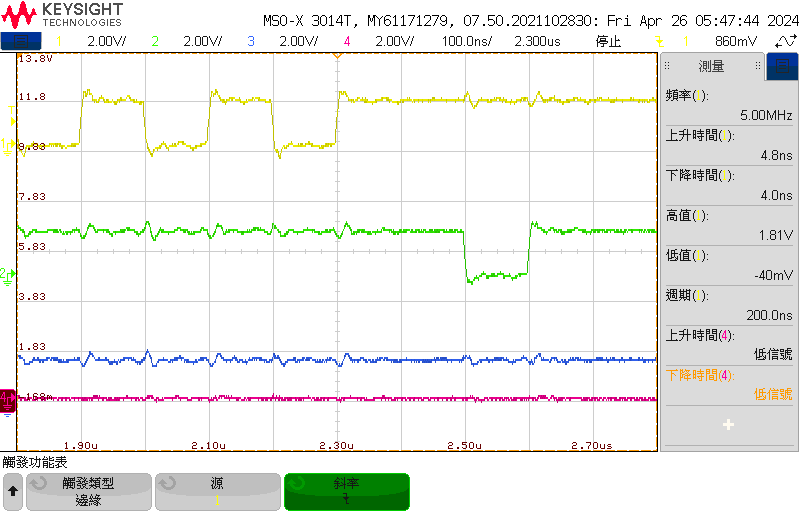 KEYSIGHT
TECHNOLOGIES
MSO-X 3014T, MY61171279, 07.50.2021102830: Fri Apr 26 05:47:44 2024
1 2.00V/ 2 2.00V/ 3 2.00V/ 4 2.00V/ 100.0ns/ 2.300us 停止 1 860mV
13.8V
11.8
9.83
7.83
5.83
3.83
1.83
1.90u 2.10u 2.30u 2.50u 2.70us
測量
頻率(1):
5.00MHz
上升時間(1):
4.8ns
下降時間(1):
4.0ns
高值(1):
1.81V
低值(1):
-40mV
週期(1):
200.0ns
上升時間(4):
低信號
下降時間(4):
低信號
觸發功能表
觸發類型
邊緣
源
1
斜率